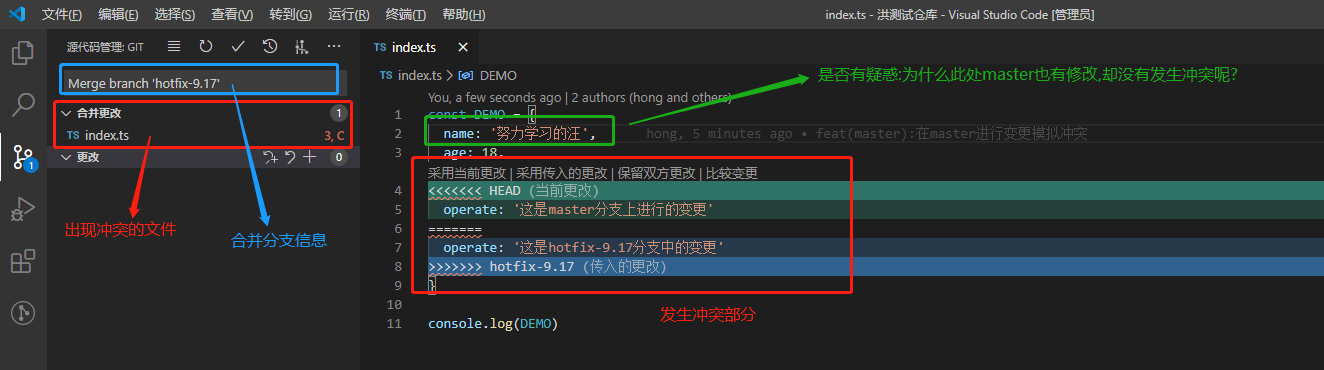 文件(F) 编辑(E) 选择(S) 查看(V) 转到(G) 运行(R) 终端(T) 帮助(H) index.ts - 洪测试仓库 - Visual Studio Code [管理员]
源代码管理: GIT
TS index.ts
Merge branch 'hotfix-9.17'
TS index.ts > DEMO
是否有疑惑:为什么此处master也有修改,却没有发生冲突呢?
You, a few seconds ago | 2 authors (hong and others)
合并更改 1
1 const DEMO = {
TS index.ts 3, C
2 name: '努力学习的汪', hong, 5 minutes ago • feat(master):在master进行变更模拟冲突
更改 0
3 age: 18,
采用当前更改 | 采用传入的更改 | 保留双方更改 | 比较变更
4 <<<<<<< HEAD (当前更改)
5 operate: '这是master分支上进行的变更'
6 =======
7 operate: '这是hotfix-9.17分支中的变更'
8 >>>>>>> hotfix-9.17 (传入的更改)
9 }
10
11 console.log(DEMO)
出现冲突的文件
合并分支信息
发生冲突部分
1